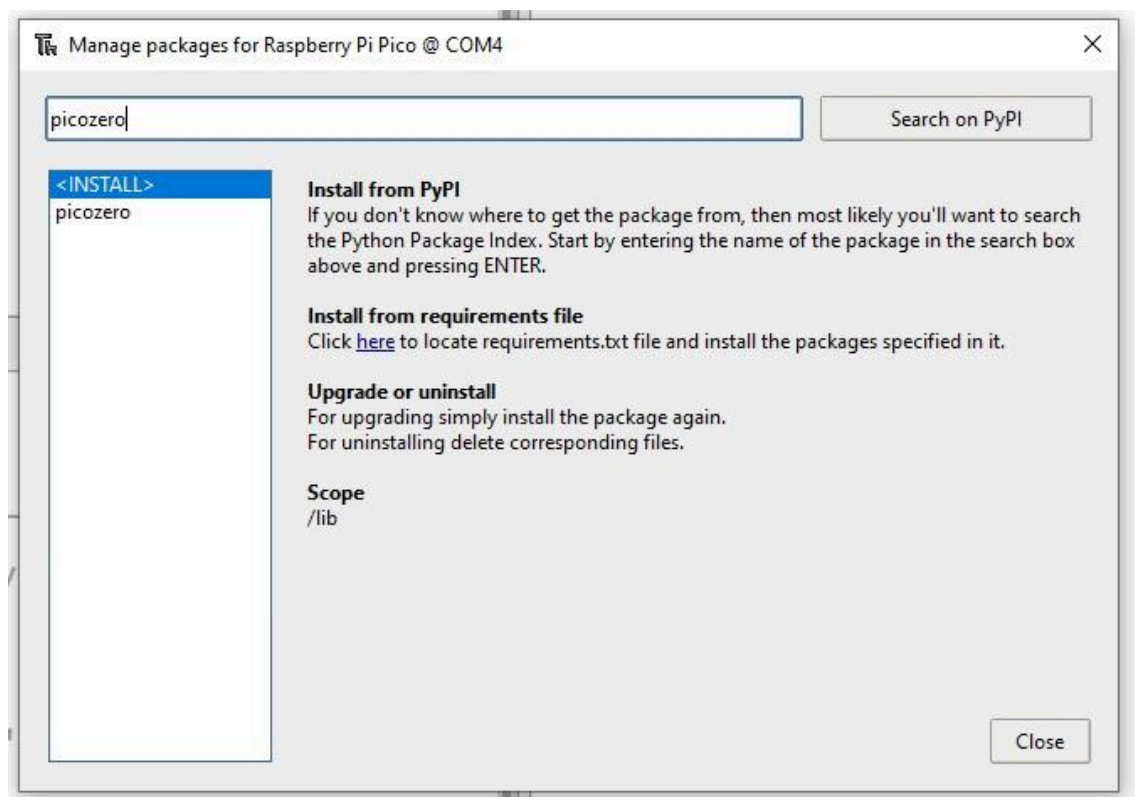 Manage packages for Raspberry Pi Pico @ COM4
picozero
Search on PyPI
<INSTALL>
picozero
Install from PyPI
If you don't know where to get the package from, then most likely you'll want to search
the Python Package Index. Start by entering the name of the package in the search box
above and pressing ENTER.
Install from requirements file
Click here to locate requirements.txt file and install the packages specified in it.
Upgrade or uninstall
For upgrading simply install the package again.
For uninstalling delete corresponding files.
Scope
/lib
Close